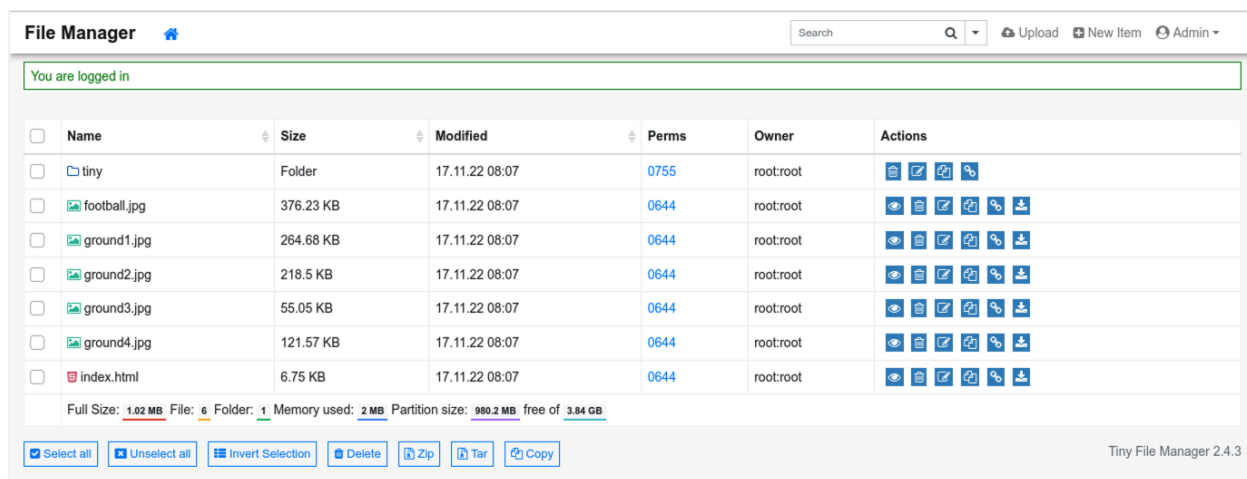 File Manager Search Upload New Item Admin
You are logged in
Name Size Modified Perms Owner Actions
tiny Folder 17.11.22 08:07 0755 root:root
football.jpg 376.23 KB 17.11.22 08:07 0644 root:root
ground1.jpg 264.68 KB 17.11.22 08:07 0644 root:root
ground2.jpg 218.5 KB 17.11.22 08:07 0644 root:root
ground3.jpg 55.05 KB 17.11.22 08:07 0644 root:root
ground4.jpg 121.57 KB 17.11.22 08:07 0644 root:root
index.html 6.75 KB 17.11.22 08:07 0644 root:root
Full Size: 1.02 MB File: 6 Folder: 1 Memory used: 2 MB Partition size: 980.2 MB free of 3.84 GB
Select all Unselect all Invert Selection Delete Zip Tar Copy Tiny File Manager 2.4.3